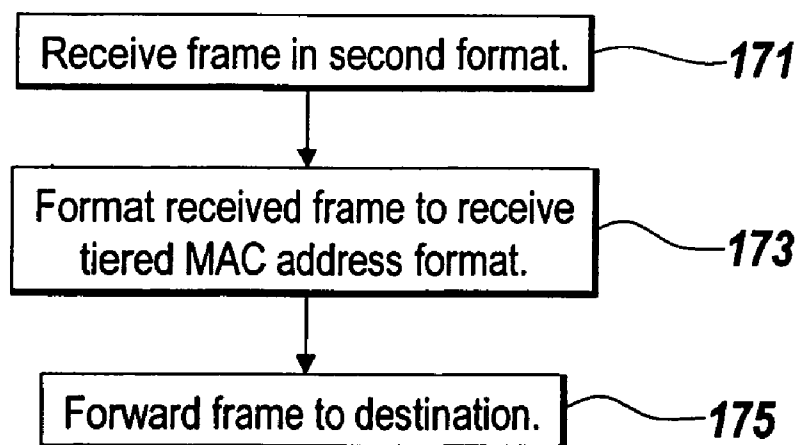 Receive frame in second format.
171
Format received frame to receive
tiered MAC address format.
173
Forward frame to destination.
175